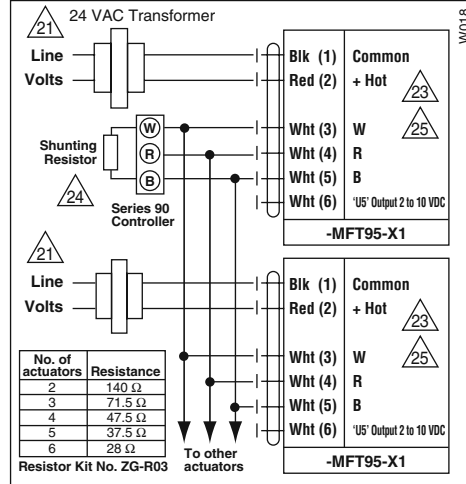 21 24 VAC Transformer
W018
Line
Volts
Blk (1) Common
Red (2) + Hot
23
25
Wht (3) W
Wht (4) R
Wht (5) B
Wht (6) 'U5' Output 2 to 10 VDC
-MFT95-X1
W
R
B
Shunting
Resistor
24
Series 90
Controller
21
Line
Volts
Blk (1) Common
Red (2) + Hot
23
25
Wht (3) W
Wht (4) R
Wht (5) B
Wht (6) 'U5' Output 2 to 10 VDC
-MFT95-X1
No. of
actuators Resistance
2 140 Ω
3 71.5 Ω
4 47.5 Ω
5 37.5 Ω
6 28 Ω
Resistor Kit No. ZG-R03
To other
actuators